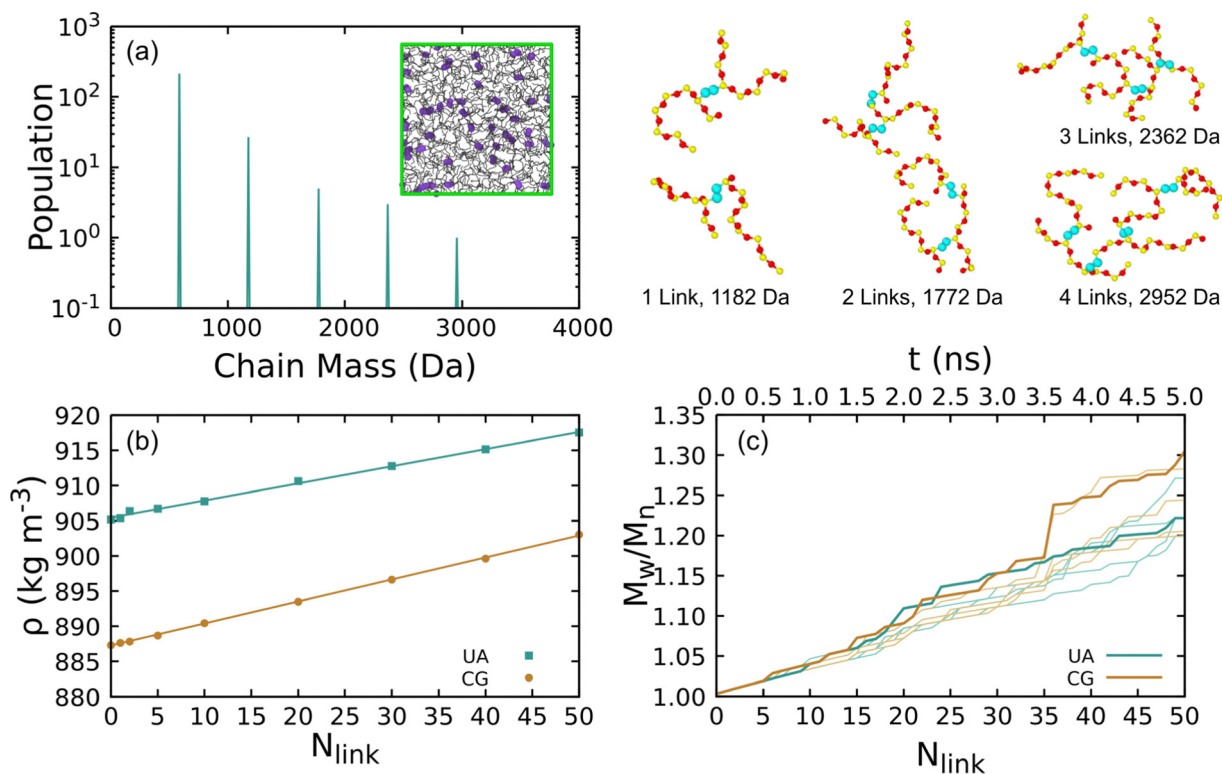 (a)
10³
10²
10¹
10⁰
10⁻¹
Population
0 1000 2000 3000 4000
Chain Mass (Da)
1 Link, 1182 Da
2 Links, 1772 Da
3 Links, 2362 Da
4 Links, 2952 Da
(b)
920
915
910
905
900
895
890
885
880
ρ (kg m⁻³)
UA
CG
0 5 10 15 20 25 30 35 40 45 50
N_link
t (ns)
0.0 0.5 1.0 1.5 2.0 2.5 3.0 3.5 4.0 4.5 5.0
(c)
1.35
1.30
1.25
1.20
1.15
1.10
1.05
1.00
M_w/M_n
UA
CG
0 5 10 15 20 25 30 35 40 45 50
N_link